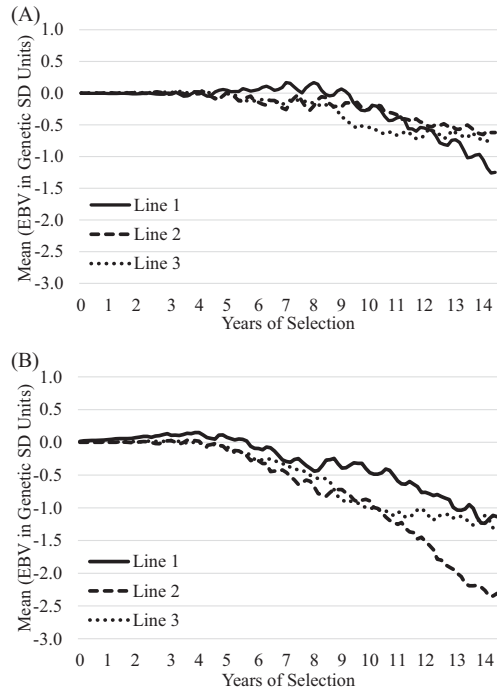 (A)
Mean (EBV in Genetic SD Units)
1.0
0.5
0.0
-0.5
-1.0
-1.5
-2.0
-2.5
-3.0
Line 1
Line 2
Line 3
0 1 2 3 4 5 6 7 8 9 10 11 12 13 14
Years of Selection
(B)
Mean (EBV in Genetic SD Units)
1.0
0.5
0.0
-0.5
-1.0
-1.5
-2.0
-2.5
-3.0
Line 1
Line 2
Line 3
0 1 2 3 4 5 6 7 8 9 10 11 12 13 14
Years of Selection